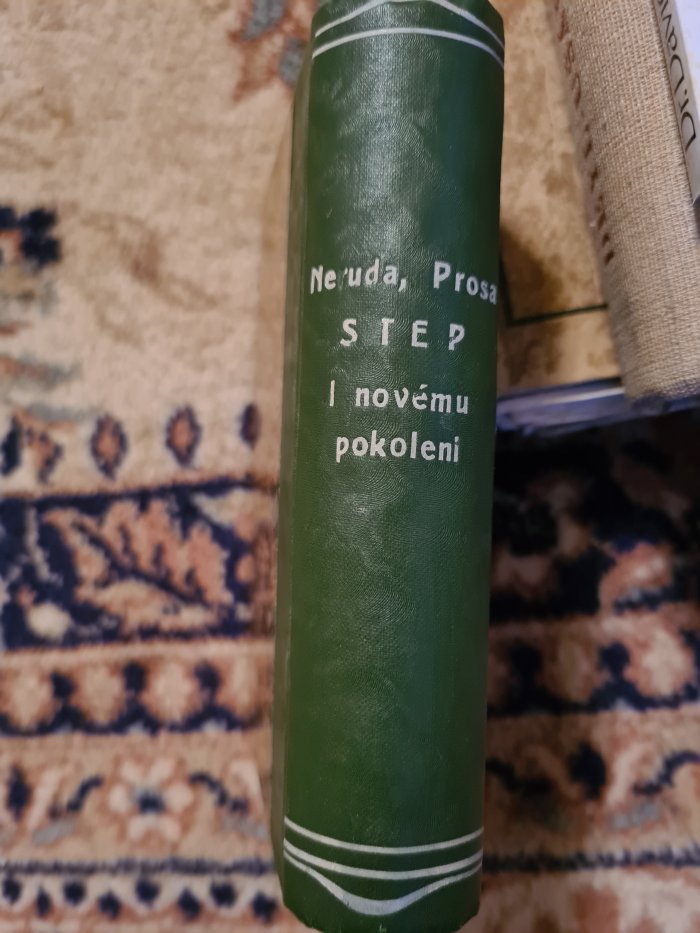 Neruda, Prosa
STEP
I novému
pokoleni